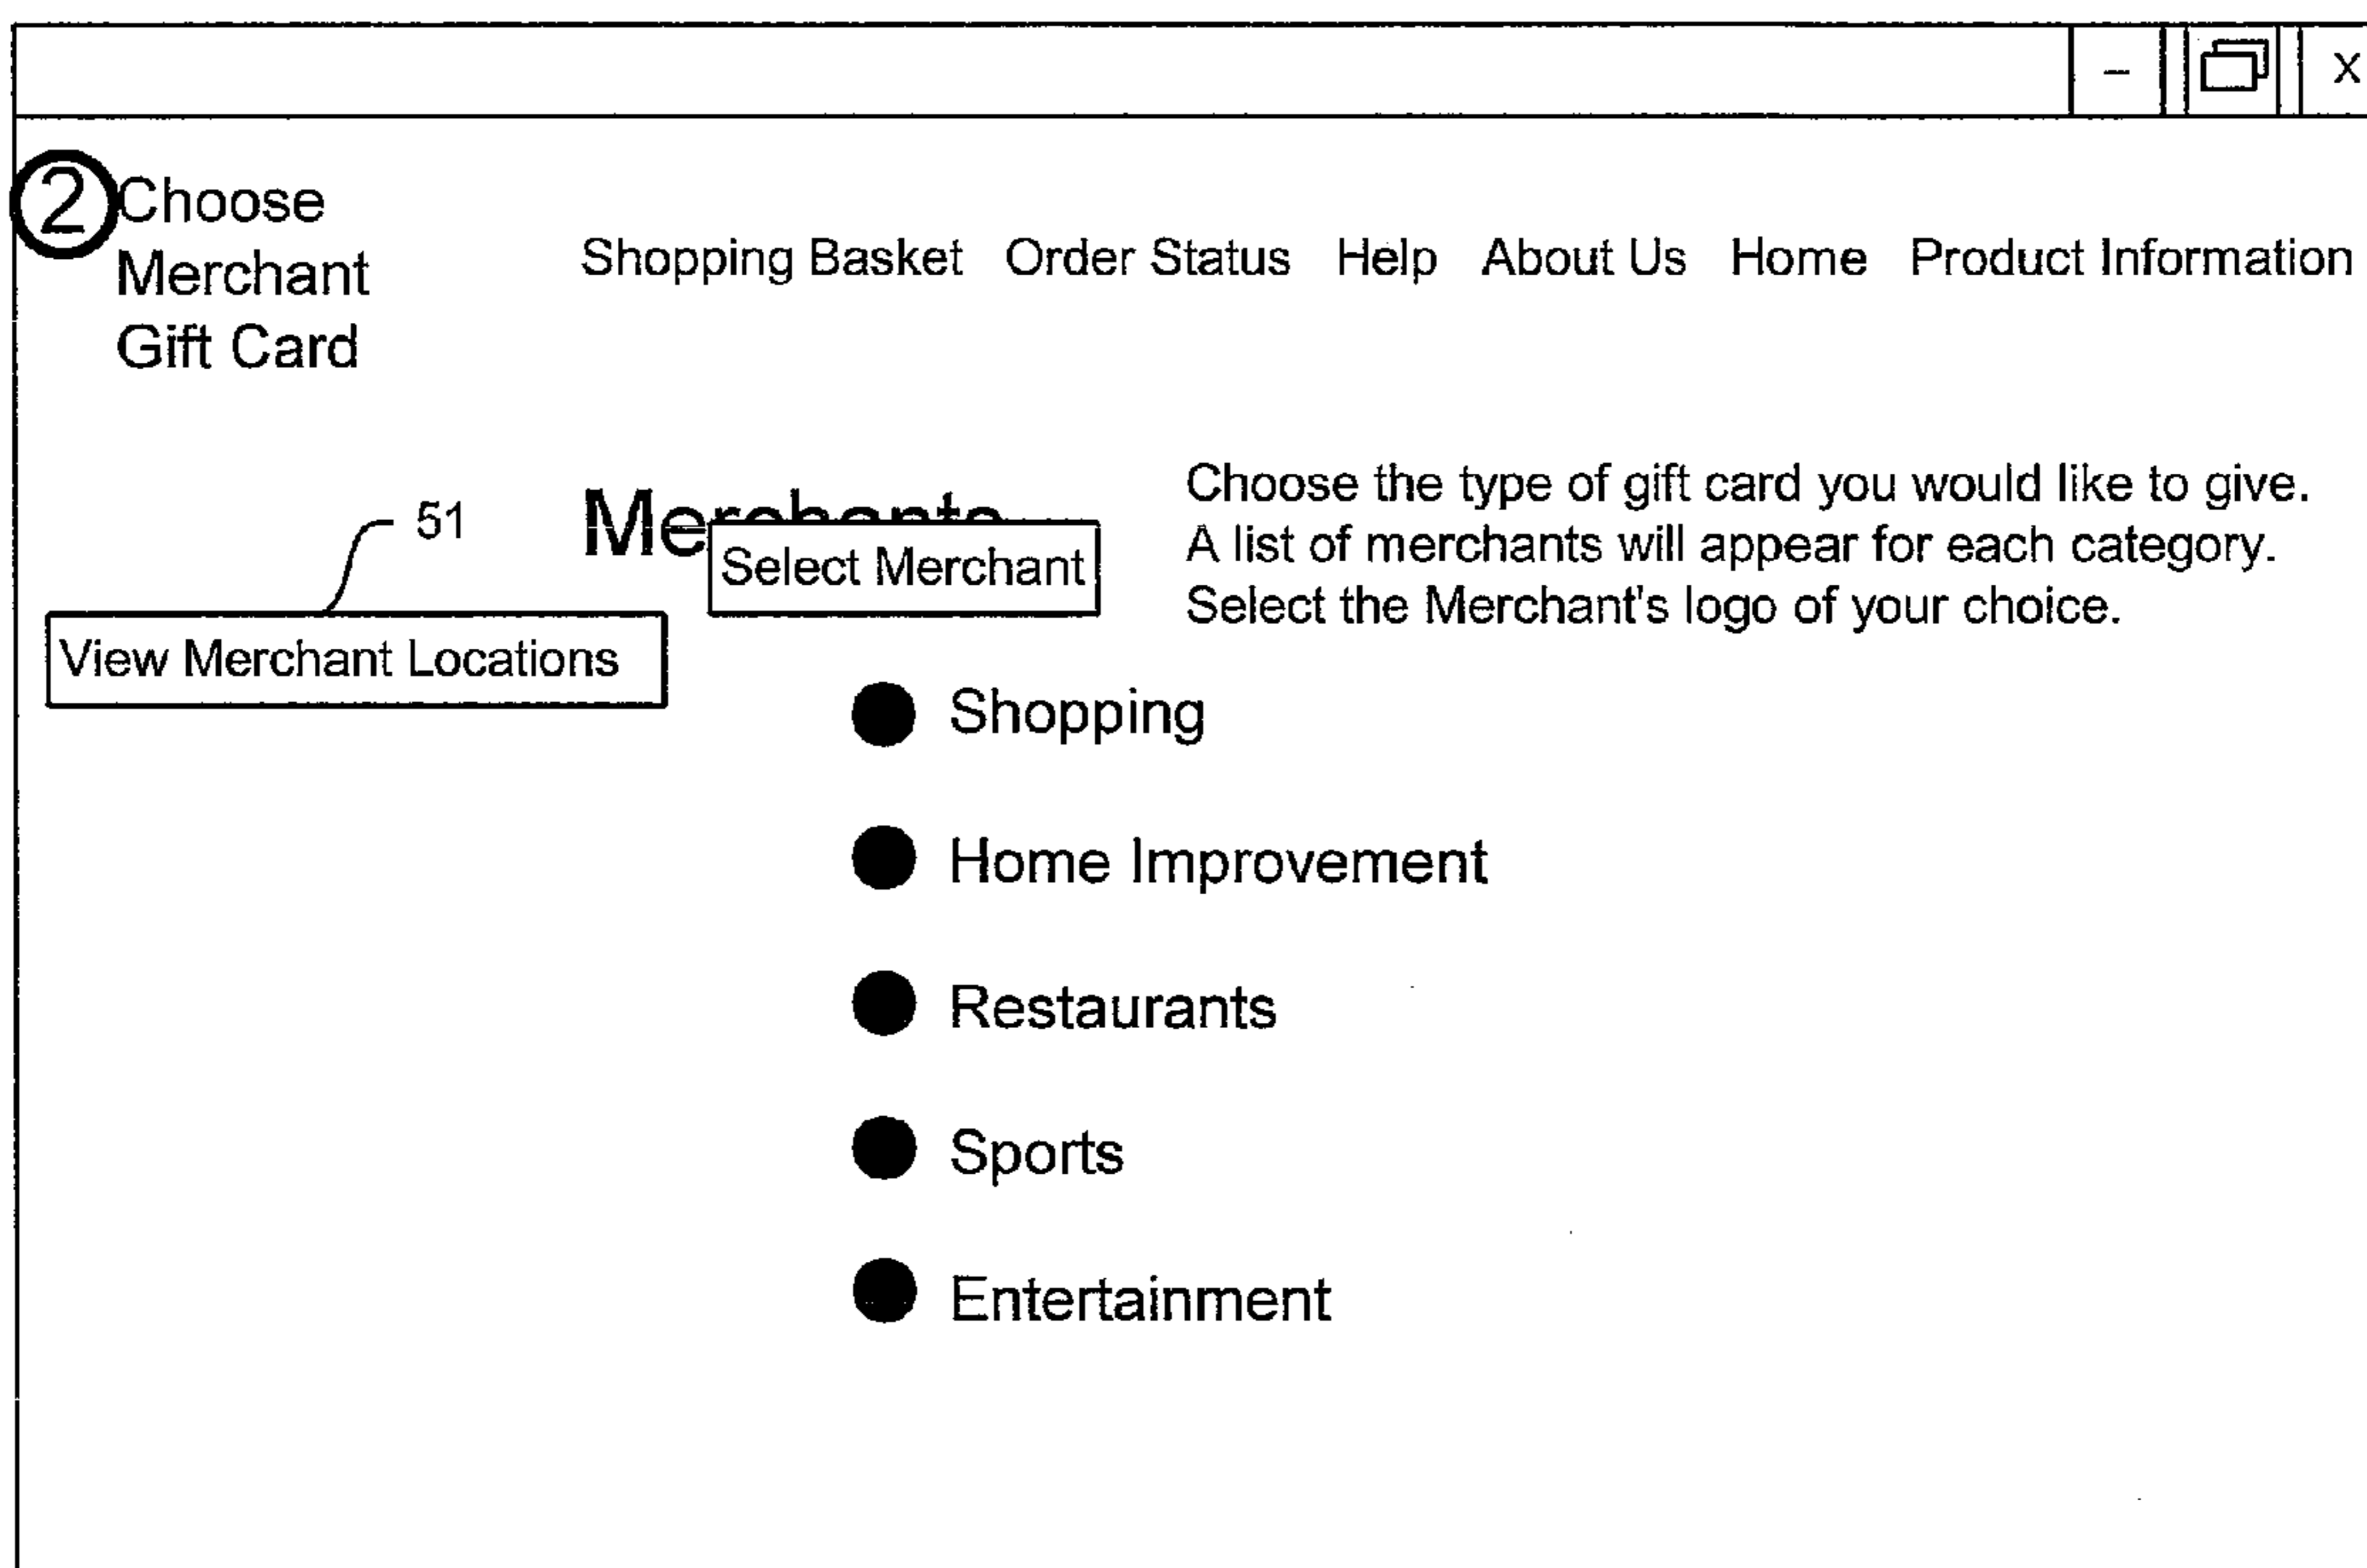 – X
2 Choose
Merchant
Gift Card
Shopping Basket Order Status Help About Us Home Product Information
Merchants
Select Merchant
Choose the type of gift card you would like to give.
A list of merchants will appear for each category.
Select the Merchant's logo of your choice.
51
View Merchant Locations
Shopping
Home Improvement
Restaurants
Sports
Entertainment